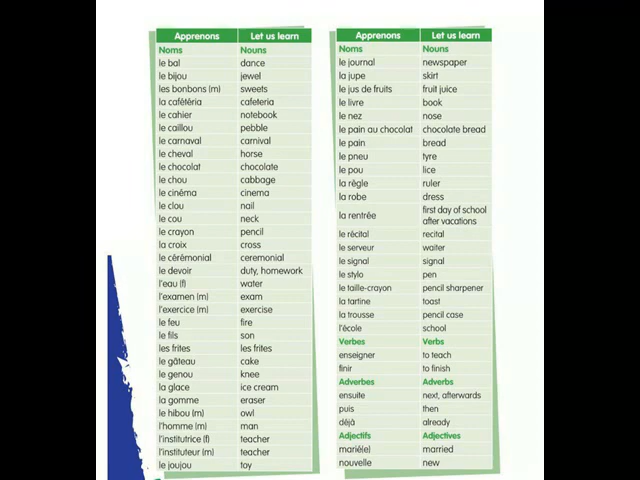 Apprenons Let us learn
Noms Nouns
le bal dance
le bijou jewel
les bonbons (m) sweets
la cafétéria cafeteria
le cahier notebook
le caillou pebble
le carnaval carnival
le cheval horse
le chocolat chocolate
le chou cabbage
le cinéma cinema
le clou nail
le cou neck
le crayon pencil
la croix cross
le cérémonial ceremonial
le devoir duty, homework
l'eau (f) water
l'examen (m) exam
l'exercice (m) exercise
le feu fire
le fils son
les frites les frites
le gâteau cake
le genou knee
la glace ice cream
la gomme eraser
le hibou (m) owl
l'homme (m) man
l'institutrice (f) teacher
l'instituteur (m) teacher
le joujou toy
Apprenons Let us learn
Noms Nouns
le journal newspaper
la jupe skirt
le jus de fruits fruit juice
le livre book
le nez nose
le pain au chocolat chocolate bread
le pain bread
le pneu tyre
le pou lice
la règle ruler
la robe dress
la rentrée first day of school
after vacations
le récital recital
le serveur waiter
le signal signal
le stylo pen
le taille-crayon pencil sharpener
la tartine toast
la trousse pencil case
l'école school
Verbes Verbs
enseigner to teach
finir to finish
Adverbes Adverbs
ensuite next, afterwards
puis then
déjà already
Adjectifs Adjectives
marié(e) married
nouvelle new